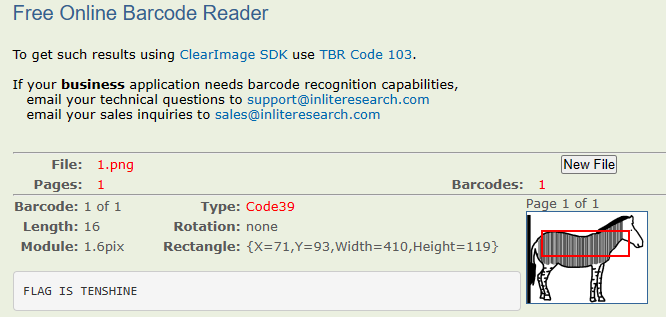 Free Online Barcode Reader
To get such results using ClearImage SDK use TBR Code 103.
If your business application needs barcode recognition capabilities,
email your technical questions to support@inliteresearch.com
email your sales inquiries to sales@inliteresearch.com
File: 1.png New File
Pages: 1 Barcodes: 1
Barcode: 1 of 1 Type: Code39 Page 1 of 1
Length: 16 Rotation: none
Module: 1.6pix Rectangle: {X=71,Y=93,Width=410,Height=119}
FLAG IS TENSHINE